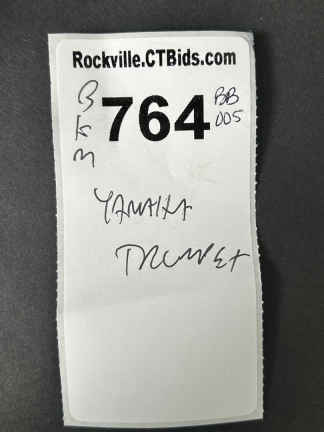 Rockville.CTBids.com
B
K
M
764
BB
005
YAMAHA
TRUMPET